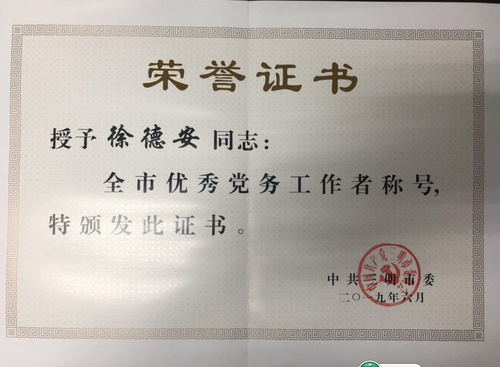 荣誉证书
授予徐德安同志：
全市优秀党务工作者称号，
特颁发此证书。
中共三明市委
二〇一九年六月